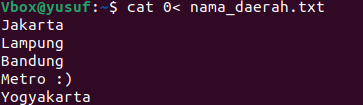 Vbox@yusuf:~$ cat 0< nama_daerah.txt
Jakarta
Lampung
Bandung
Metro :)
Yogyakarta